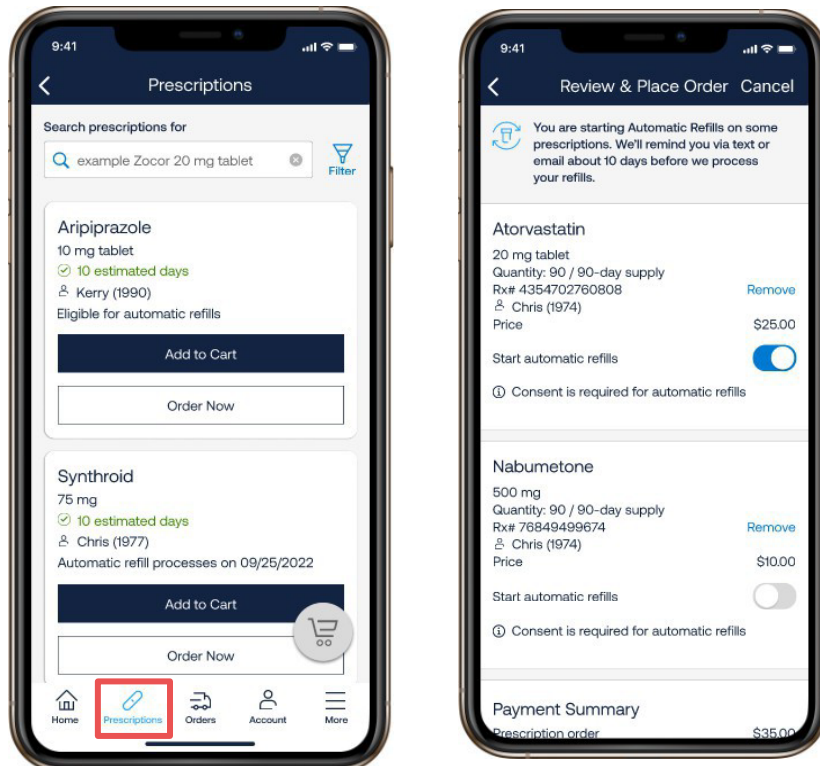 9:41
Prescriptions
Search prescriptions for
example Zocor 20 mg tablet
Filter
Aripiprazole
10 mg tablet
10 estimated days
Kerry (1990)
Eligible for automatic refills
Add to Cart
Order Now
Synthroid
75 mg
10 estimated days
Chris (1977)
Automatic refill processes on 09/25/2022
Add to Cart
Order Now
Home Prescriptions Orders Account More
9:41
Review & Place Order Cancel
You are starting Automatic Refills on some
prescriptions. We'll remind you via text or
email about 10 days before we process
your refills.
Atorvastatin
20 mg tablet
Quantity: 90 / 90-day supply
Rx# 4354702760808 Remove
Chris (1974)
Price $25.00
Start automatic refills
Consent is required for automatic refills
Nabumetone
500 mg
Quantity: 90 / 90-day supply
Rx# 76849499674 Remove
Chris (1974)
Price $10.00
Start automatic refills
Consent is required for automatic refills
Payment Summary
Prescription order $35.00